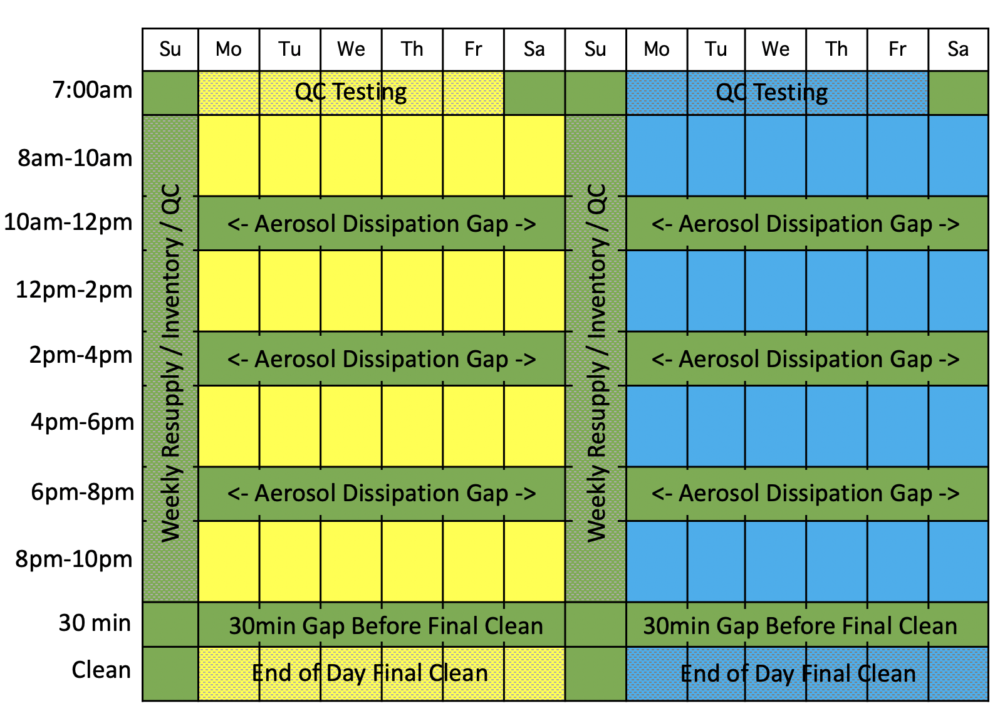 Su Mo Tu We Th Fr Sa Su Mo Tu We Th Fr Sa
7:00am QC Testing QC Testing
8am-10am
10am-12pm <- Aerosol Dissipation Gap -> <- Aerosol Dissipation Gap ->
12pm-2pm
2pm-4pm <- Aerosol Dissipation Gap -> <- Aerosol Dissipation Gap ->
4pm-6pm
6pm-8pm <- Aerosol Dissipation Gap -> <- Aerosol Dissipation Gap ->
8pm-10pm
Weekly Resupply / Inventory / QC
Weekly Resupply / Inventory / QC
30 min 30min Gap Before Final Clean 30min Gap Before Final Clean
Clean End of Day Final Clean End of Day Final Clean